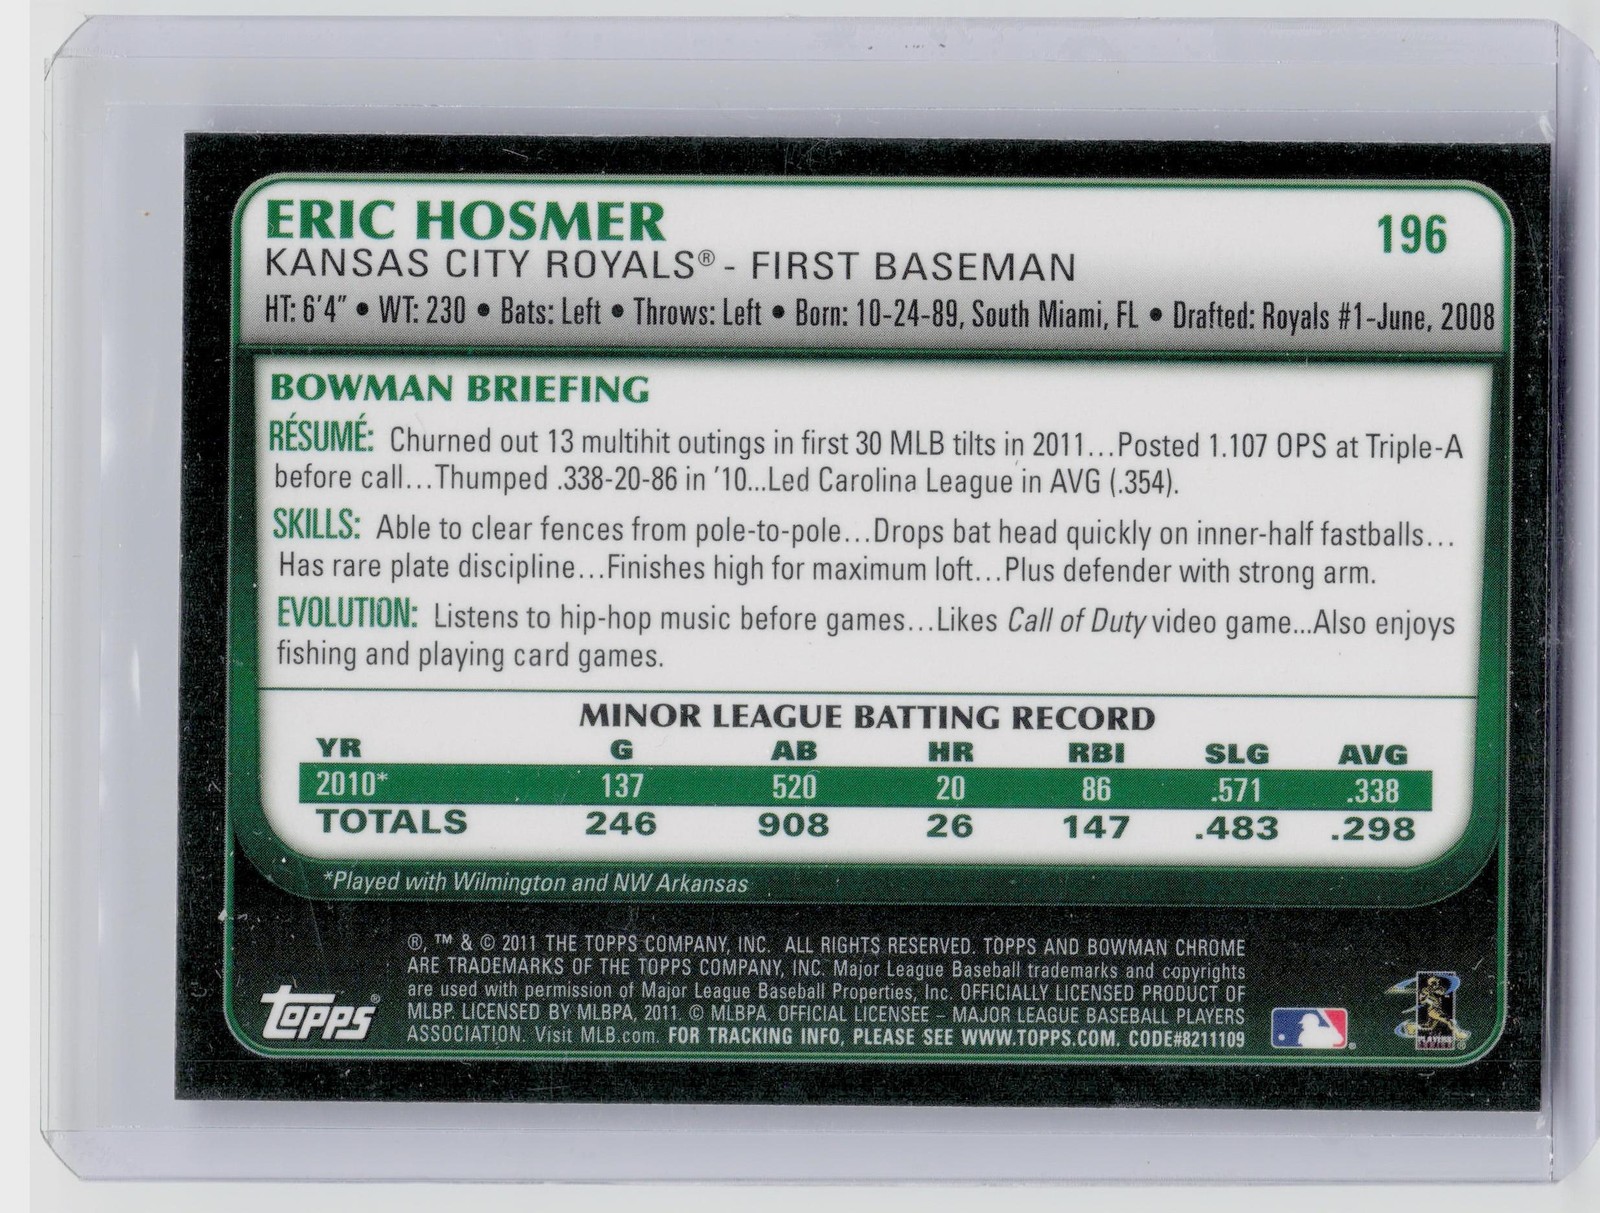 ERIC HOSMER
196
KANSAS CITY ROYALS® - FIRST BASEMAN
HT: 6'4" • WT: 230 • Bats: Left • Throws: Left • Born: 10-24-89, South Miami, FL • Drafted: Royals #1-June, 2008
BOWMAN BRIEFING
RÉSUMÉ: Churned out 13 multihit outings in first 30 MLB tilts in 2011...Posted 1.107 OPS at Triple-A
before call...Thumped .338-20-86 in '10...Led Carolina League in AVG (.354).
SKILLS: Able to clear fences from pole-to-pole...Drops bat head quickly on inner-half fastballs...
Has rare plate discipline...Finishes high for maximum loft...Plus defender with strong arm.
EVOLUTION: Listens to hip-hop music before games...Likes Call of Duty video game...Also enjoys
fishing and playing card games.
MINOR LEAGUE BATTING RECORD
YR G AB HR RBI SLG AVG
2010* 137 520 20 86 .571 .338
TOTALS 246 908 26 147 .483 .298
*Played with Wilmington and NW Arkansas
®, ™ & © 2011 THE TOPPS COMPANY, INC. ALL RIGHTS RESERVED. TOPPS AND BOWMAN CHROME
ARE TRADEMARKS OF THE TOPPS COMPANY, INC. Major League Baseball trademarks and copyrights
are used with permission of Major League Baseball Properties, Inc. OFFICIALLY LICENSED PRODUCT OF
MLBP. LICENSED BY MLBPA, 2011. © MLBPA. OFFICIAL LICENSEE – MAJOR LEAGUE BASEBALL PLAYERS
ASSOCIATION. Visit MLB.com. FOR TRACKING INFO, PLEASE SEE WWW.TOPPS.COM. CODE#8211109
topps®
PLAYERS